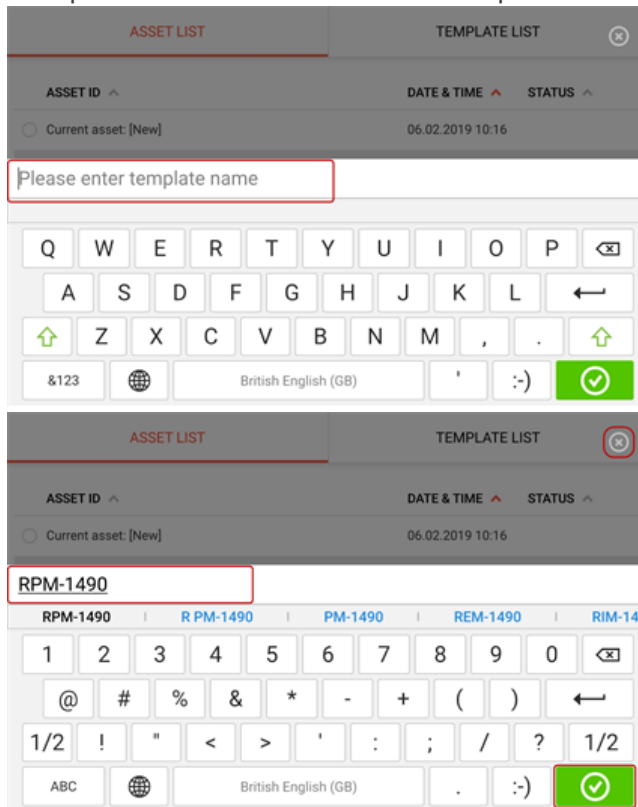 ASSET LIST TEMPLATE LIST
ASSET ID DATE & TIME STATUS
Current asset: [New] 06.02.2019 10:16
Please enter template name
Q W E R T Y U I O P
A S D F G H J K L
Z X C V B N M , .
&123 British English (GB) ' :-)
ASSET LIST TEMPLATE LIST
ASSET ID DATE & TIME STATUS
Current asset: [New] 06.02.2019 10:16
RPM-1490
RPM-1490 R PM-1490 PM-1490 REM-1490 RIM-14
1 2 3 4 5 6 7 8 9 0
@ # % & * - + ( )
1/2 ! " < > ' : ; / ? 1/2
ABC British English (GB) . :-)